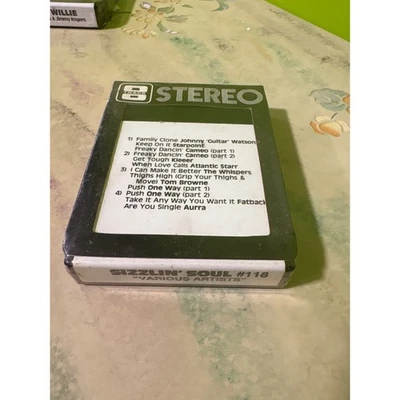 WILLIE
& Jimmy Rogers
8 STEREO
TRACK
1) Family Clone Johnny 'Guitar' Watson
Keep On It Starpoint
Freaky Dancin' Cameo (part 1)
2) Freaky Dancin' Cameo (part 2)
Get Tough Kleeer
When Love Calls Atlantic Starr
3) I Can Make It Better The Whispers
Thighs High (Grip Your Thighs &
Move) Tom Browne
Push One Way (part 1)
4) Push One Way (part 2)
Take It Any Way You Want It Fatback
Are You Single Aurra
SIZZLIN' SOUL #118
"VARIOUS ARTISTS"